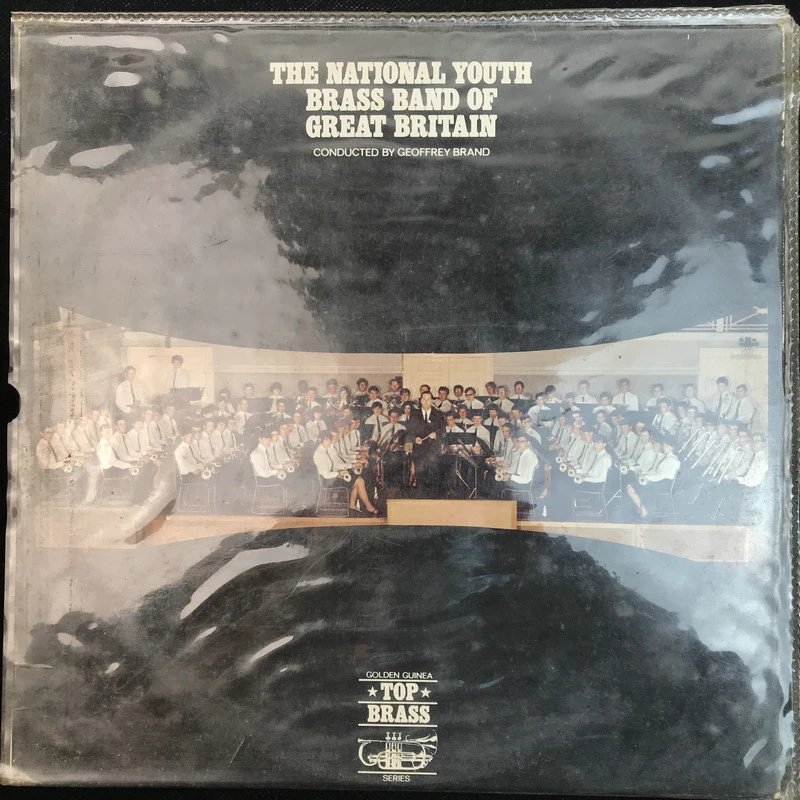 THE NATIONAL YOUTH
BRASS BAND OF
GREAT BRITAIN
CONDUCTED BY GEOFFREY BRAND
GOLDEN GUINEA
★TOP★
BRASS
SERIES